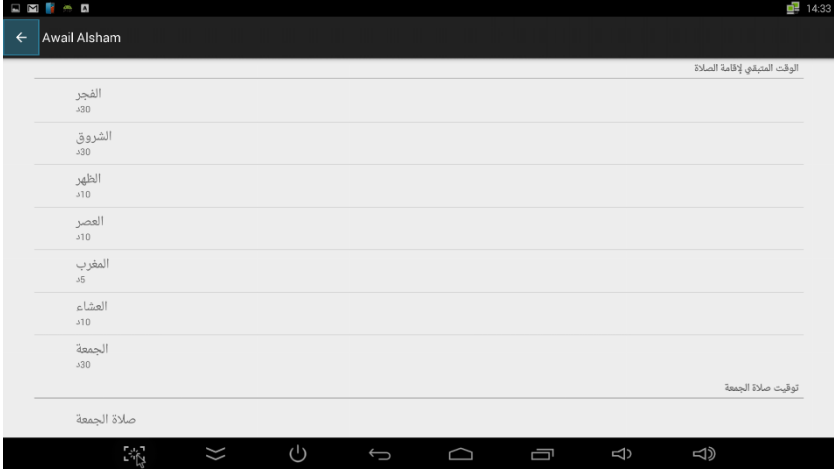 14:33
Awail Alsham
الوقت المتبقي لإقامة الصلاة
الفجر
30د
الشروق
30د
الظهر
10د
العصر
10د
المغرب
5د
العشاء
10د
الجمعة
30د
توقيت صلاة الجمعة
صلاة الجمعة